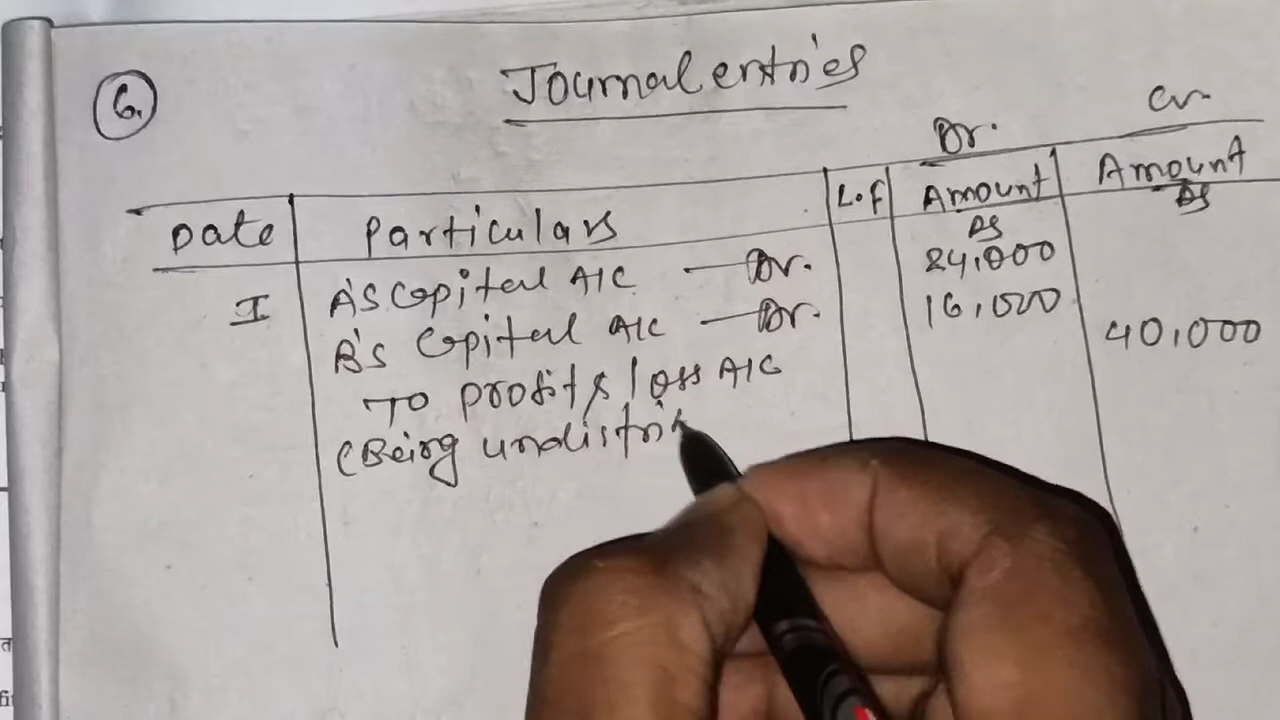 6.
Journal entries
Dr. Cr.
Date Particulars L.f Amount Rs Amount Rs
I A's Capital A/C — Dr. 24,000
B's Capital A/C — Dr. 16,000
To profit & loss A/C 40,000
(Being undistri
त